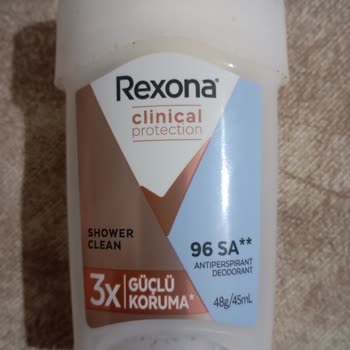 Rexona®
clinical
protection
SHOWER
CLEAN
96 SA**
ANTIPERSPIRANT
DEODORANT
3x GÜÇLÜ
KORUMA*
48g/45mL